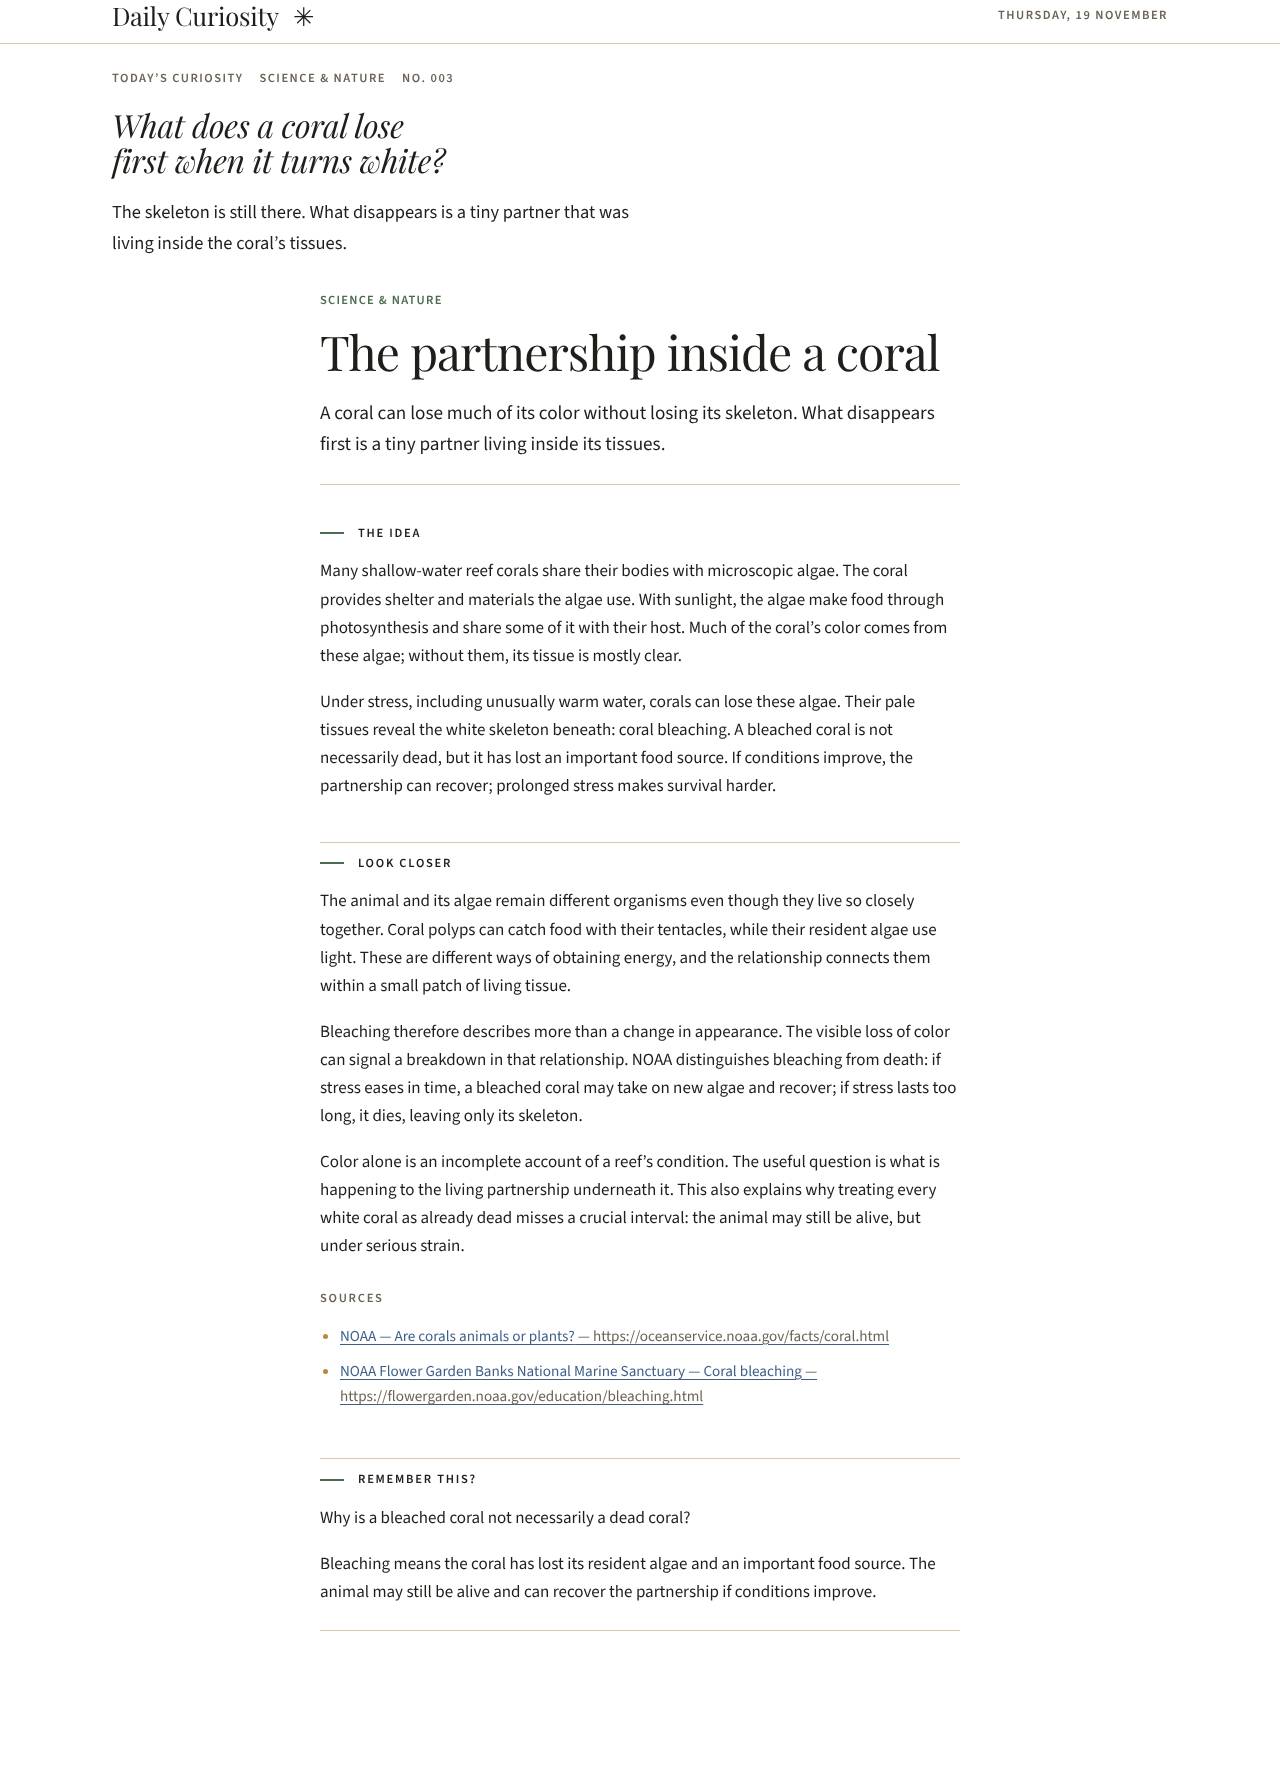 Daily Curiosity ✳
THURSDAY, 19 NOVEMBER
TODAY’S CURIOSITY SCIENCE & NATURE NO. 003
What does a coral lose
first when it turns white?
The skeleton is still there. What disappears is a tiny partner that was
living inside the coral’s tissues.
SCIENCE & NATURE
The partnership inside a coral
A coral can lose much of its color without losing its skeleton. What disappears
first is a tiny partner living inside its tissues.
THE IDEA
Many shallow-water reef corals share their bodies with microscopic algae. The coral
provides shelter and materials the algae use. With sunlight, the algae make food through
photosynthesis and share some of it with their host. Much of the coral’s color comes from
these algae; without them, its tissue is mostly clear.
Under stress, including unusually warm water, corals can lose these algae. Their pale
tissues reveal the white skeleton beneath: coral bleaching. A bleached coral is not
necessarily dead, but it has lost an important food source. If conditions improve, the
partnership can recover; prolonged stress makes survival harder.
LOOK CLOSER
The animal and its algae remain different organisms even though they live so closely
together. Coral polyps can catch food with their tentacles, while their resident algae use
light. These are different ways of obtaining energy, and the relationship connects them
within a small patch of living tissue.
Bleaching therefore describes more than a change in appearance. The visible loss of color
can signal a breakdown in that relationship. NOAA distinguishes bleaching from death: if
stress eases in time, a bleached coral may take on new algae and recover; if stress lasts too
long, it dies, leaving only its skeleton.
Color alone is an incomplete account of a reef’s condition. The useful question is what is
happening to the living partnership underneath it. This also explains why treating every
white coral as already dead misses a crucial interval: the animal may still be alive, but
under serious strain.
SOURCES
• NOAA — Are corals animals or plants? — https://oceanservice.noaa.gov/facts/coral.html
• NOAA Flower Garden Banks National Marine Sanctuary — Coral bleaching —
https://flowergarden.noaa.gov/education/bleaching.html
REMEMBER THIS?
Why is a bleached coral not necessarily a dead coral?
Bleaching means the coral has lost its resident algae and an important food source. The
animal may still be alive and can recover the partnership if conditions improve.